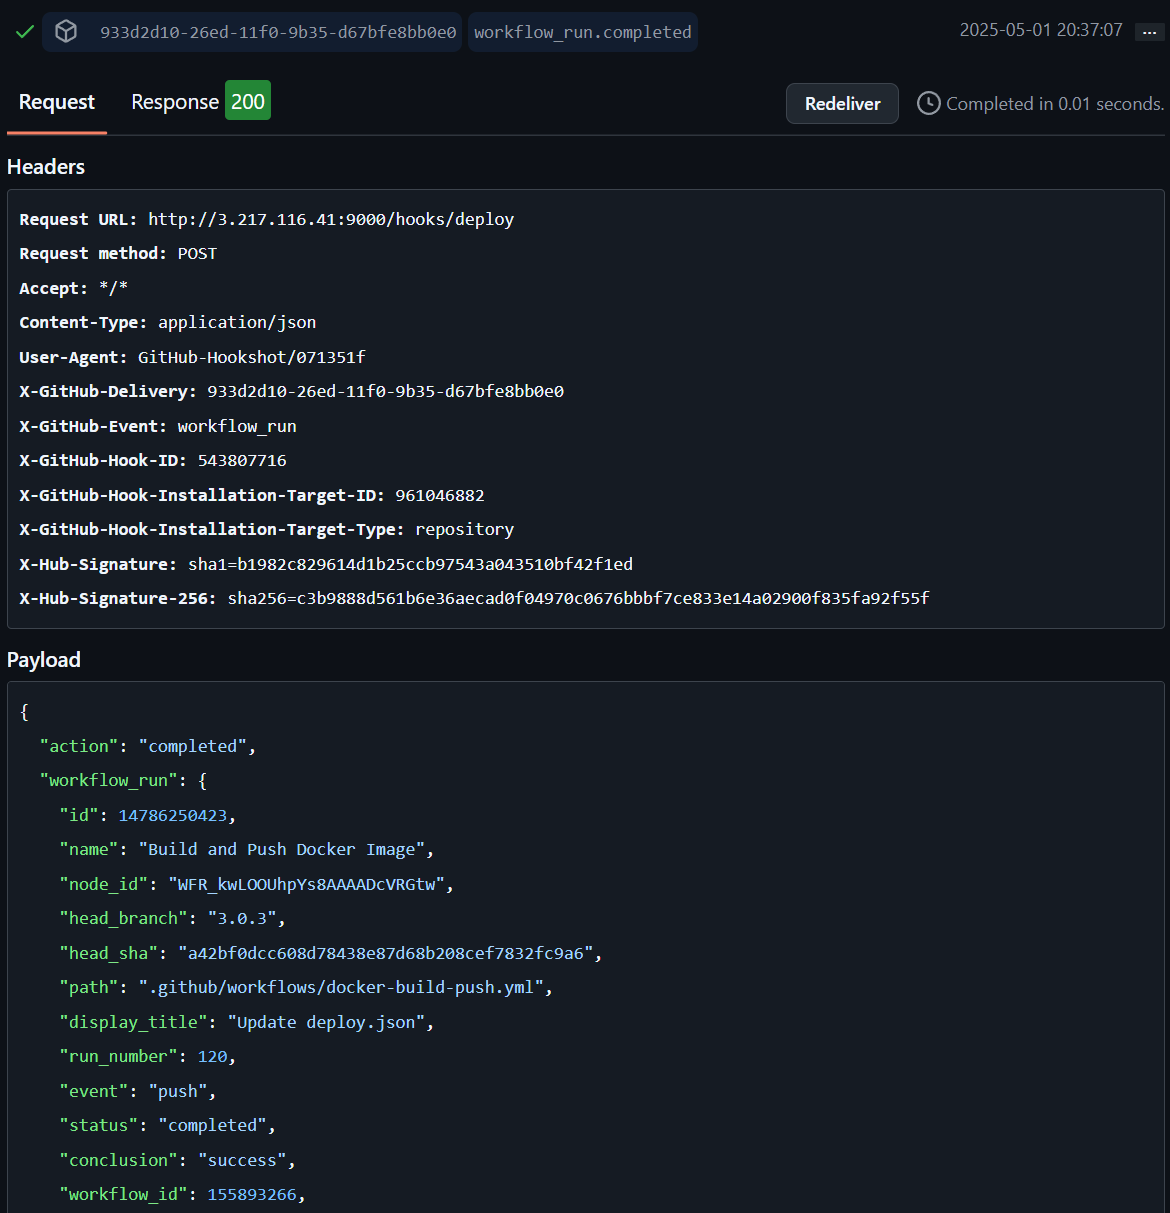 933d2d10-26ed-11f0-9b35-d67bfe8bb0e0 workflow_run.completed 2025-05-01 20:37:07 ...
Request Response 200 Redeliver Completed in 0.01 seconds.
Headers
Request URL: http://3.217.116.41:9000/hooks/deploy
Request method: POST
Accept: */*
Content-Type: application/json
User-Agent: GitHub-Hookshot/071351f
X-GitHub-Delivery: 933d2d10-26ed-11f0-9b35-d67bfe8bb0e0
X-GitHub-Event: workflow_run
X-GitHub-Hook-ID: 543807716
X-GitHub-Hook-Installation-Target-ID: 961046882
X-GitHub-Hook-Installation-Target-Type: repository
X-Hub-Signature: sha1=b1982c829614d1b25ccb97543a043510bf42f1ed
X-Hub-Signature-256: sha256=c3b9888d561b6e36aecad0f04970c0676bbbf7ce833e14a02900f835fa92f55f
Payload
{
"action": "completed",
"workflow_run": {
"id": 14786250423,
"name": "Build and Push Docker Image",
"node_id": "WFR_kwLOOUhpYs8AAAADcVRGtw",
"head_branch": "3.0.3",
"head_sha": "a42bf0dcc608d78438e87d68b208cef7832fc9a6",
"path": ".github/workflows/docker-build-push.yml",
"display_title": "Update deploy.json",
"run_number": 120,
"event": "push",
"status": "completed",
"conclusion": "success",
"workflow_id": 155893266,